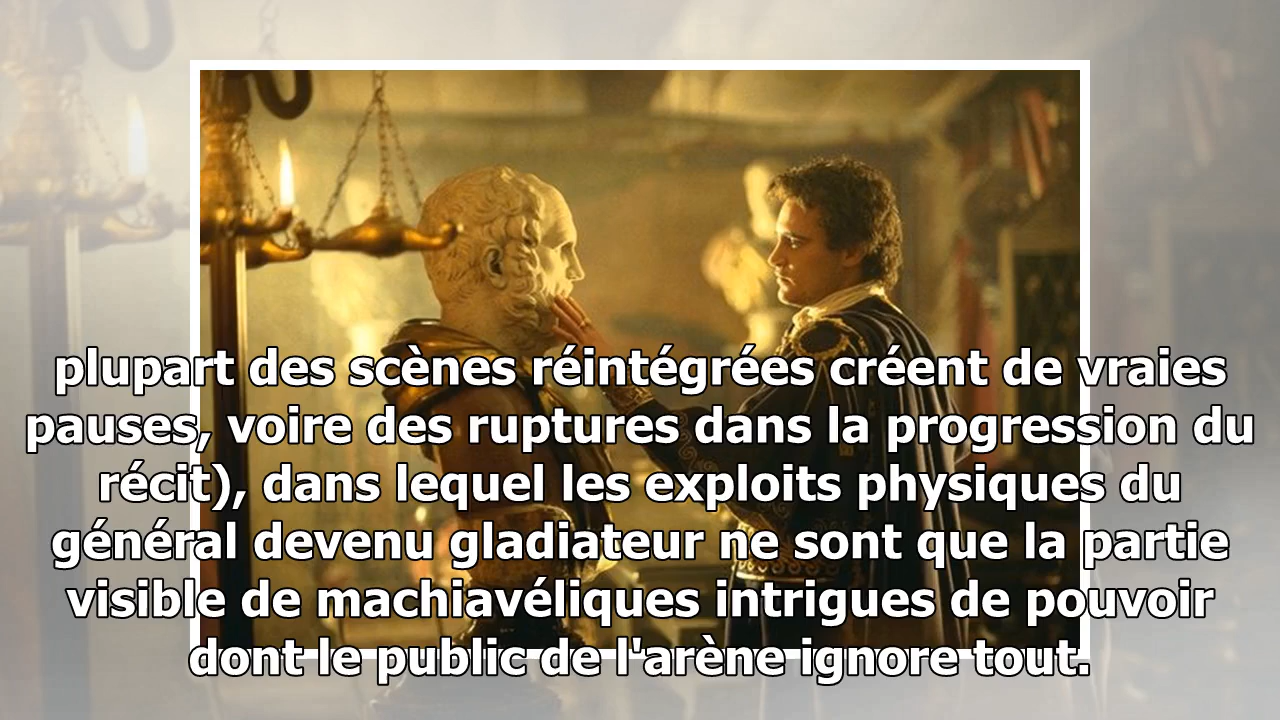 plupart des scènes réintégrées créent de vraies
pauses, voire des ruptures dans la progression du
récit), dans lequel les exploits physiques du
général devenu gladiateur ne sont que la partie
visible de machiavéliques intrigues de pouvoir
dont le public de l'arène ignore tout.